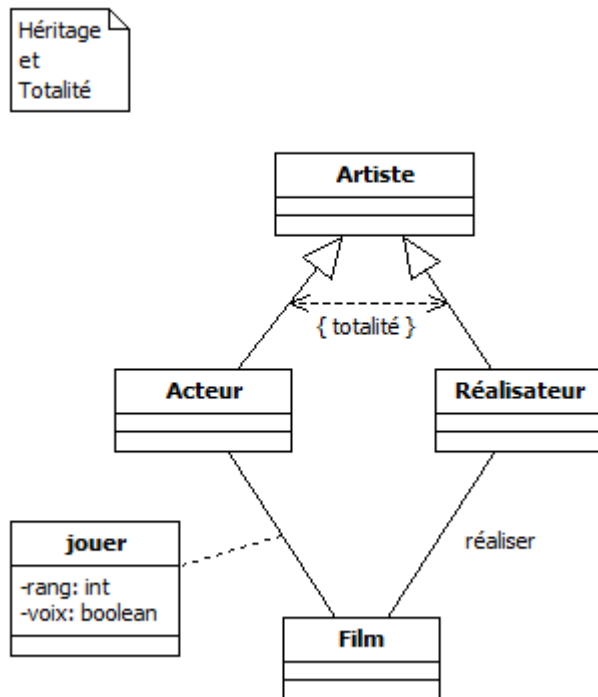 Héritage
et
Totalité
Artiste
{ totalité }
Acteur
Réalisateur
jouer
-rang: int
-voix: boolean
réaliser
Film